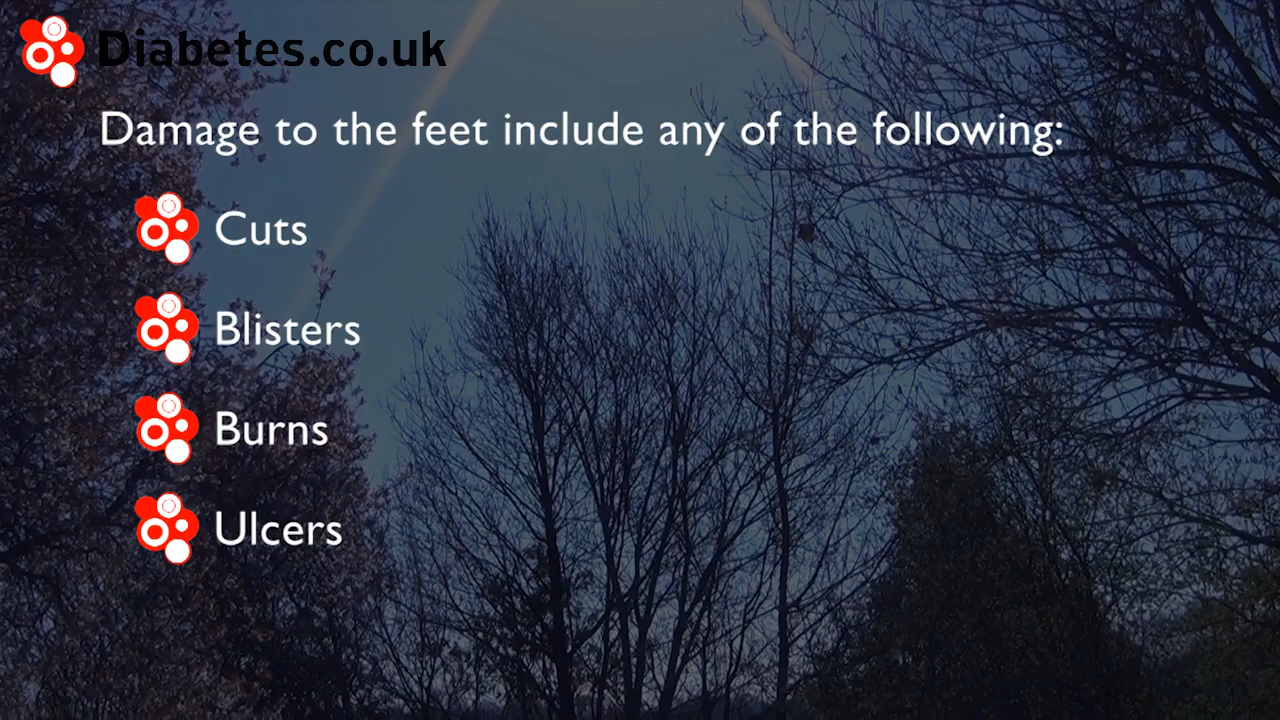 Diabetes.co.uk
Damage to the feet include any of the following:
Cuts
Blisters
Burns
Ulcers